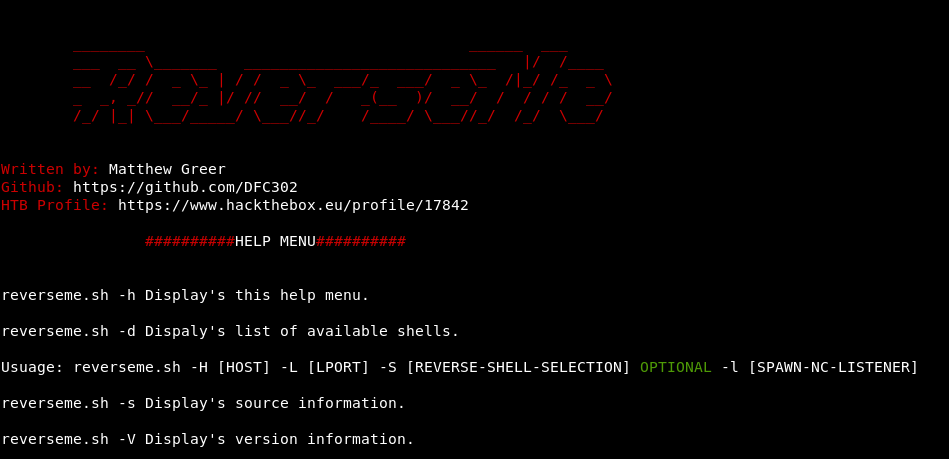 ReverseMe
Written by: Matthew Greer
Github: https://github.com/DFC302
HTB Profile: https://www.hackthebox.eu/profile/17842
##########HELP MENU##########
reverseme.sh -h Display's this help menu.
reverseme.sh -d Dispaly's list of available shells.
Usuage: reverseme.sh -H [HOST] -L [LPORT] -S [REVERSE-SHELL-SELECTION] OPTIONAL -l [SPAWN-NC-LISTENER]
reverseme.sh -s Display's source information.
reverseme.sh -V Display's version information.